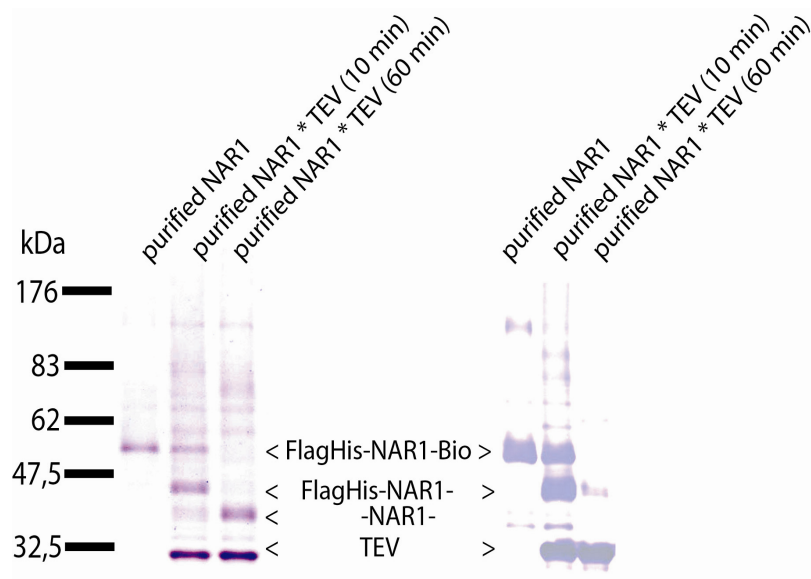 purified NAR1
purified NAR1 * TEV (10 min)
purified NAR1 * TEV (60 min)
purified NAR1
purified NAR1 * TEV (10 min)
purified NAR1 * TEV (60 min)
kDa
176
83
62
47,5
32,5
< FlagHis-NAR1-Bio >
< FlagHis-NAR1- >
< -NAR1-
< TEV >